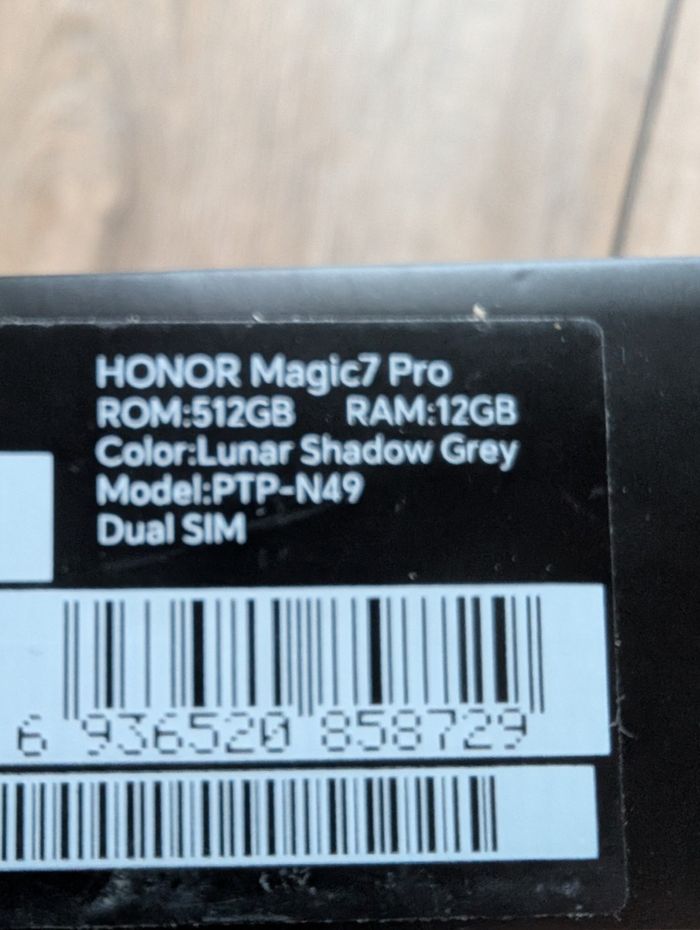 HONOR Magic7 Pro
ROM:512GB RAM:12GB
Color:Lunar Shadow Grey
Model:PTP-N49
Dual SIM
6 936520 858729